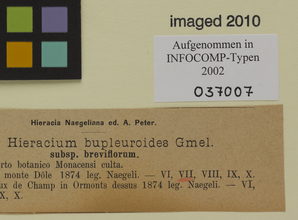 imaged 2010
Aufgenommen in
INFOCOMP-Typen
2002
037007
Hieracia Naegeliana ed. A. Peter.
Hieracium bupleuroides Gmel.
subsp. breviflorum.
rto botanico Monacensi culta.
monte Dôle 1874 leg. Naegeli. — VI, VII, VIII, IX, X.
ux de Champ in Ormonts dessus 1874 leg. Naegeli. — VI,
X, X.